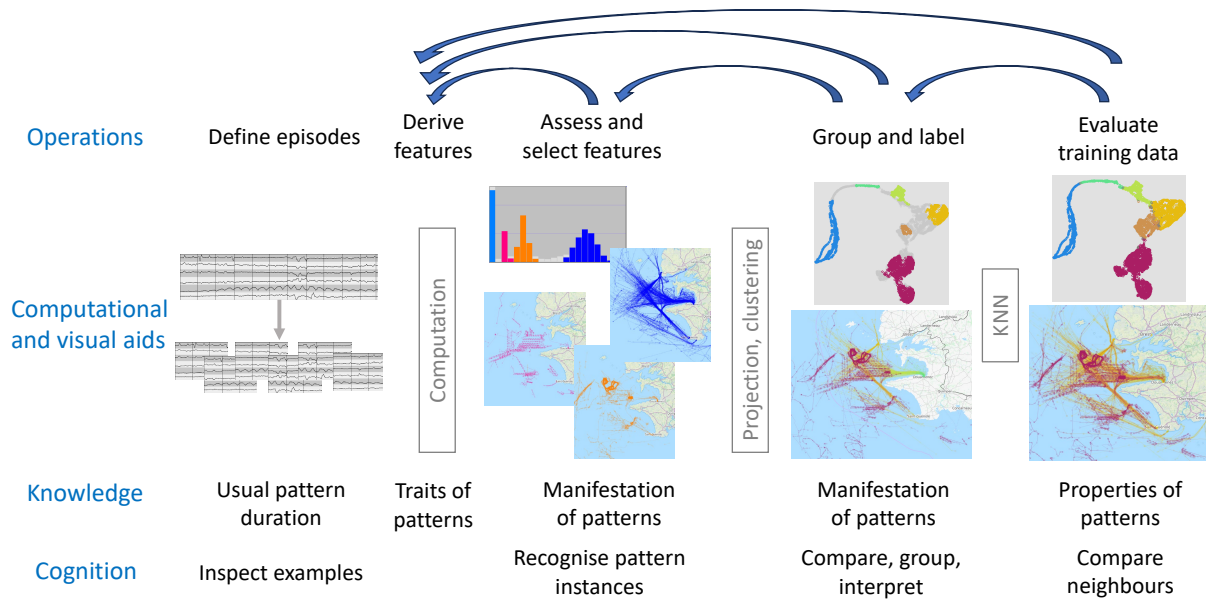 Operations
Define episodes
Derive
features
Assess and
select features
Group and label
Evaluate
training data
Computational
and visual aids
Computation
Projection, clustering
KNN
Knowledge
Usual pattern
duration
Traits of
patterns
Manifestation
of patterns
Manifestation
of patterns
Properties of
patterns
Cognition
Inspect examples
Recognise pattern
instances
Compare, group,
interpret
Compare
neighbours